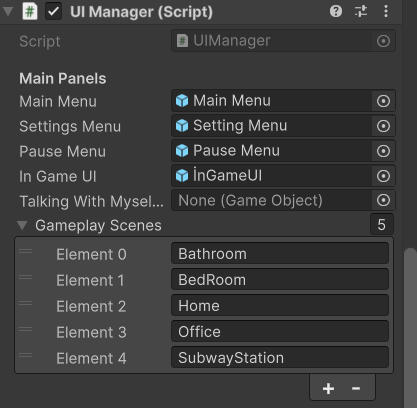 UI Manager (Script)
Script UIManager
Main Panels
Main Menu Main Menu
Settings Menu Setting Menu
Pause Menu Pause Menu
In Game UI İnGameUI
Talking With Mysel... None (Game Object)
Gameplay Scenes 5
Element 0 Bathroom
Element 1 BedRoom
Element 2 Home
Element 3 Office
Element 4 SubwayStation